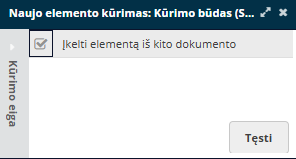 Naujo elemento kūrimas: Kūrimo būdas (S...
Kūrimo eiga
Įkelti elementą iš kito dokumento
Tęsti